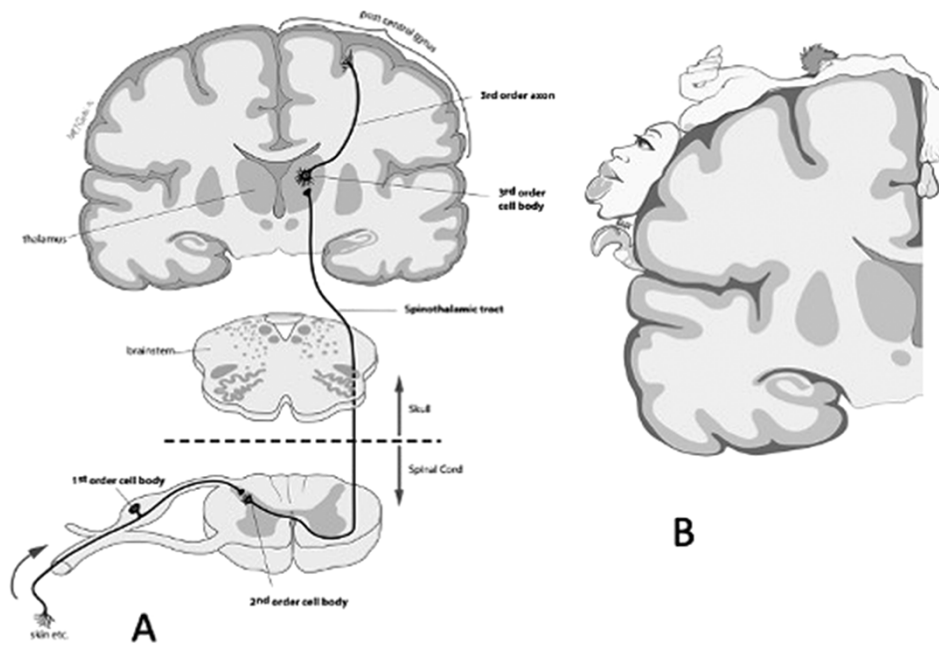 post central gyrus
3rd order axon
3rd order
cell body
thalamus
Spinothalamic tract
brainstem
Skull
Spinal Cord
1st order cell body
2nd order cell body
skin etc.
A
B